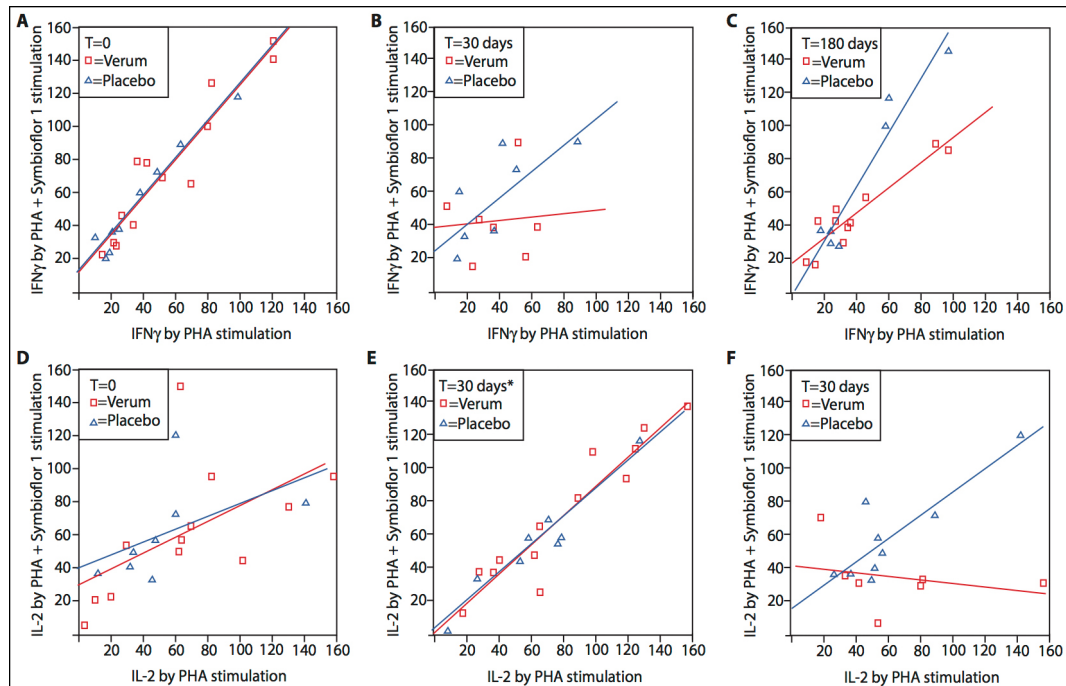 A
T=0
□=Verum
△=Placebo
IFNγ by PHA + Symbioflor 1 stimulation
160
140
120
100
80
60
40
20
20 40 60 80 100 120 140 160
IFNγ by PHA stimulation
B
T=30 days
□=Verum
△=Placebo
IFNγ by PHA + Symbioflor 1 stimulation
160
140
120
100
80
60
40
20
20 40 60 80 100 120 140 160
IFNγ by PHA stimulation
C
T=180 days
□=Verum
△=Placebo
IFNγ by PHA + Symbioflor 1 stimulation
160
140
120
100
80
60
40
20
20 40 60 80 100 120 140 160
IFNγ by PHA stimulation
D
T=0
□=Verum
△=Placebo
IL-2 by PHA + Symbioflor 1 stimulation
160
140
120
100
80
60
40
20
20 40 60 80 100 120 140 160
IL-2 by PHA stimulation
E
T=30 days*
□=Verum
△=Placebo
IL-2 by PHA + Symbioflor 1 stimulation
160
140
120
100
80
60
40
20
20 40 60 80 100 120 140 160
IL-2 by PHA stimulation
F
T=30 days
□=Verum
△=Placebo
IL-2 by PHA + Symbioflor 1 stimulation
160
140
120
100
80
60
40
20
20 40 60 80 100 120 140 160
IL-2 by PHA stimulation